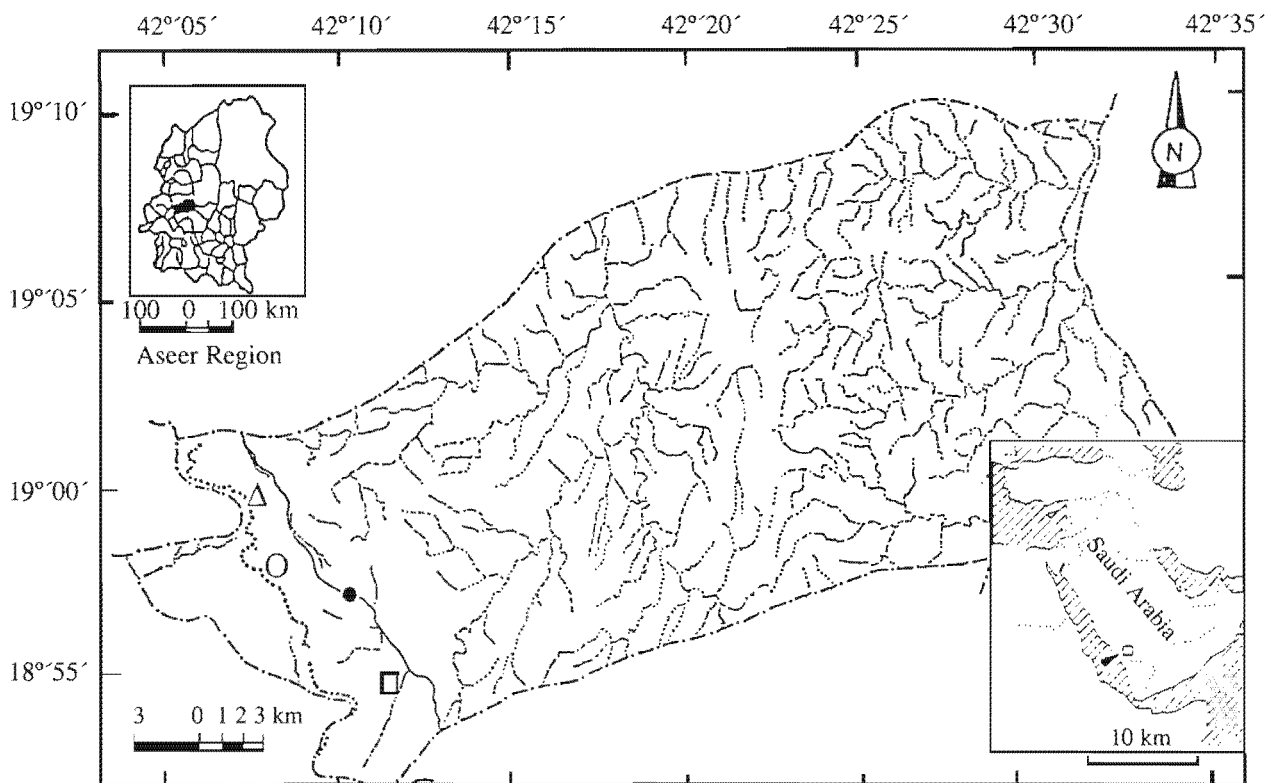 42°′05′ 42°′10′ 42°′15′ 42°′20′ 42°′25′ 42°′30′ 42°′35′
19°′10′
N
19°′05′
100 0 100 km
Aseer Region
19°′00′
Saudi Arabia
18°′55′
3 0 1 2 3 km
10 km